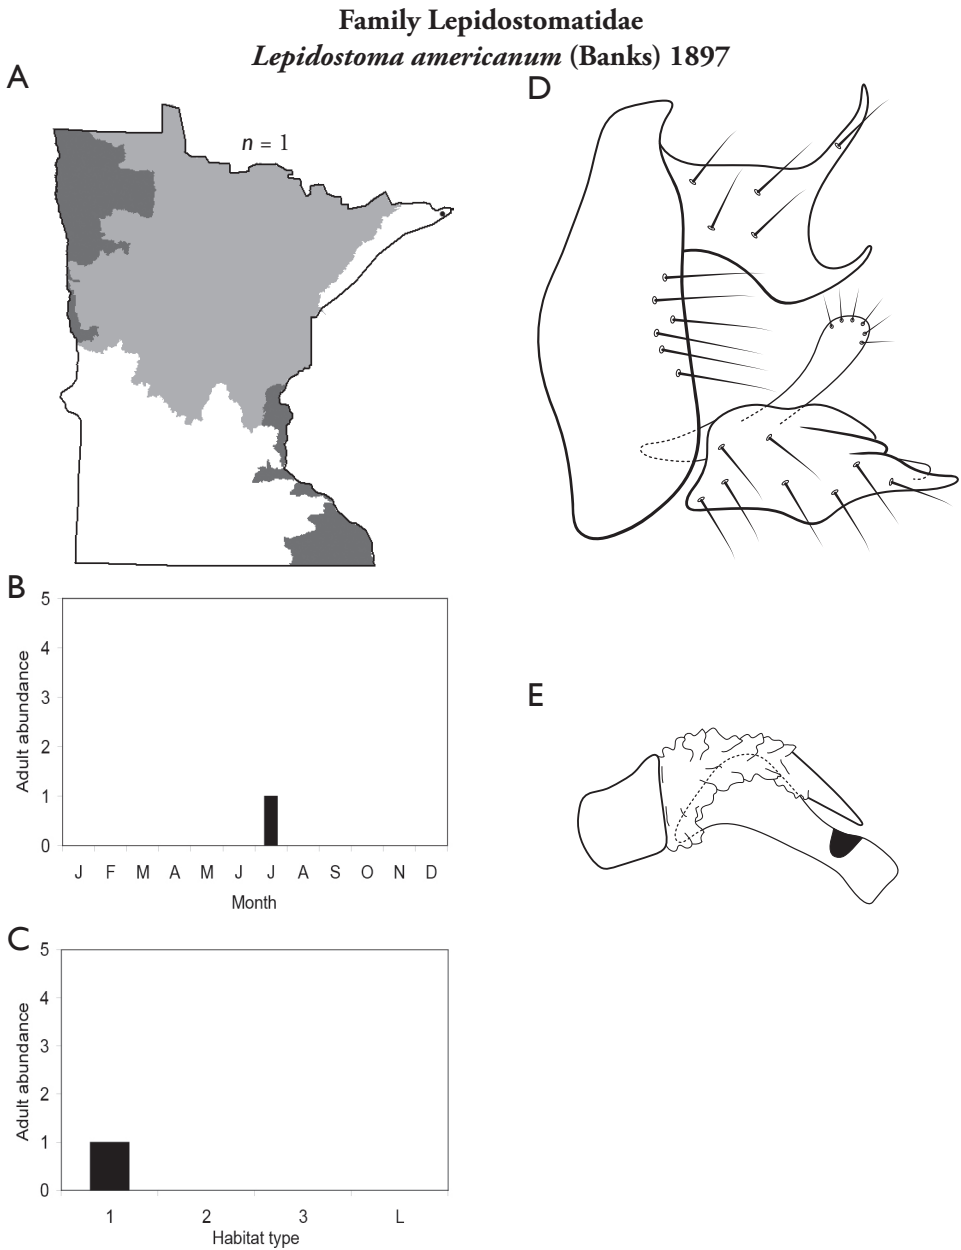 Family Lepidostomatidae
Lepidostoma americanum (Banks) 1897
A
n = 1
D
B
5
4
3
2
1
0
Adult abundance
J F M A M J J A S O N D
Month
E
C
5
4
3
2
1
0
Adult abundance
1 2 3 L
Habitat type